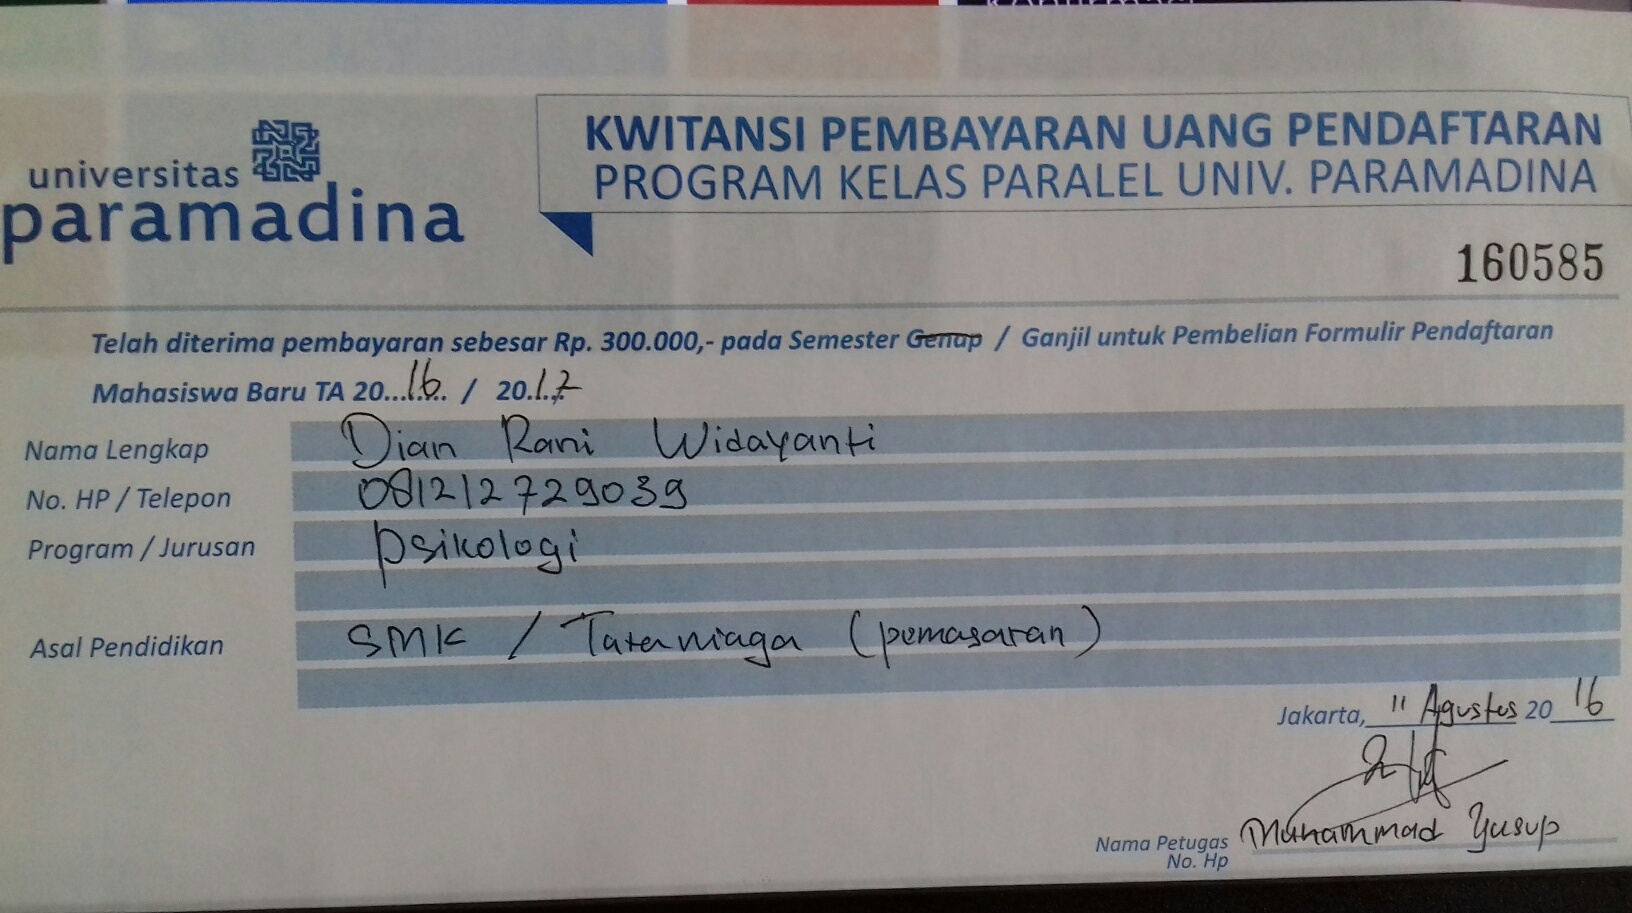 universitas
paramadina
KWITANSI PEMBAYARAN UANG PENDAFTARAN
PROGRAM KELAS PARALEL UNIV. PARAMADINA
160585
Telah diterima pembayaran sebesar Rp. 300.000,- pada Semester Genap / Ganjil untuk Pembelian Formulir Pendaftaran
Mahasiswa Baru TA 20...16.. / 20.17
Nama Lengkap Dian Rani Widayanti
No. HP / Telepon 081212729039
Program / Jurusan psikologi
Asal Pendidikan SMK / Tataniaga (pemasaran)
Jakarta, 11 Agustus 20 16
Nama Petugas Muhammad Yusup
No. Hp